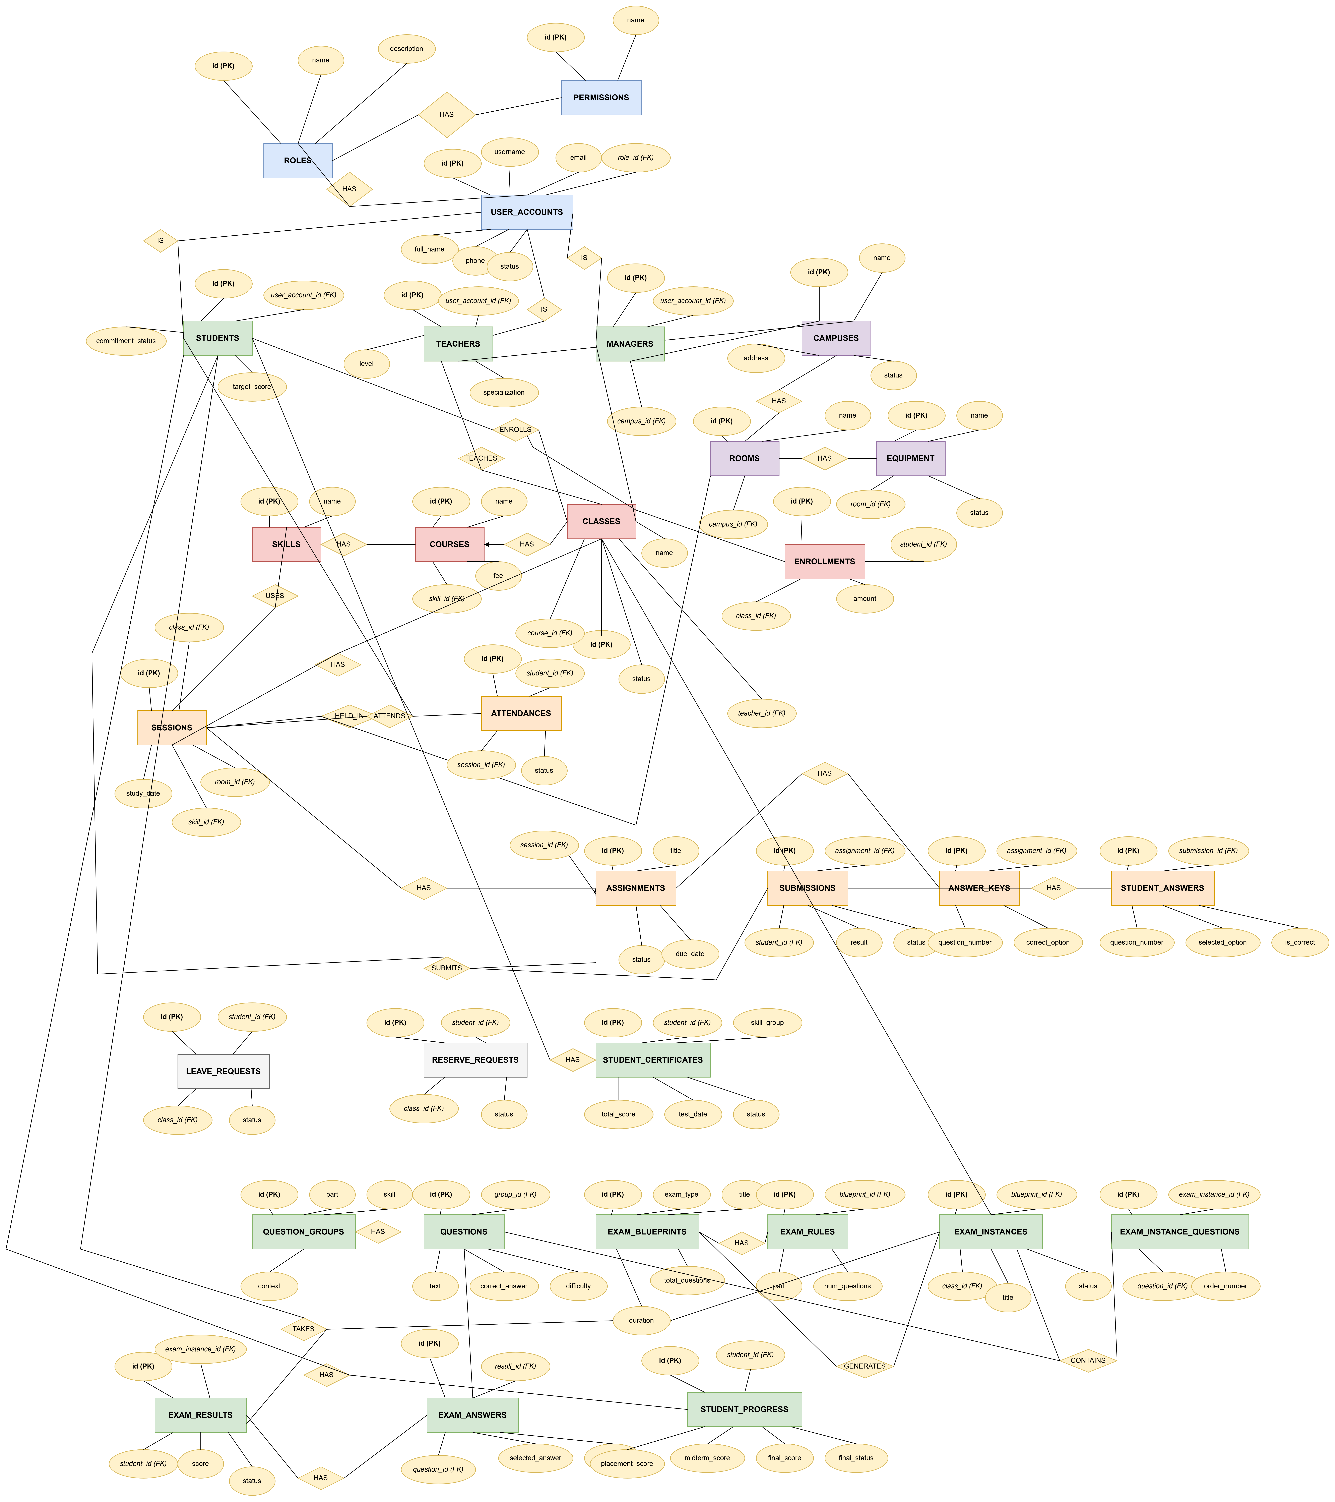 name
id (PK)
description
name
id (PK)
PERMISSIONS
HAS
ROLES
username
id (PK)
email
role_id (FK)
HAS
USER_ACCOUNTS
IS
full_name
phone
status
IS
id (PK)
user_account_id (FK)
id (PK)
user_account_id (FK)
IS
id (PK)
user_account_id (FK)
id (PK)
name
commitment_status
STUDENTS
TEACHERS
MANAGERS
CAMPUSES
level
address
status
target_score
specialization
campus_id (FK)
HAS
ENROLLS
id (PK)
name
id (PK)
name
TEACHES
ROOMS
HAS
EQUIPMENT
id (PK)
name
id (PK)
name
campus_id (FK)
id (PK)
room_id (FK)
status
CLASSES
SKILLS
HAS
COURSES
HAS
name
student_id (FK)
ENROLLMENTS
fee
skill_id (FK)
USES
amount
class_id (FK)
class_id (FK)
course_id (FK)
id (PK)
HAS
id (PK)
id (PK)
student_id (FK)
status
SESSIONS
HELD_IN
ATTENDS
ATTENDANCES
teacher_id (FK)
session_id (FK)
status
study_date
room_id (FK)
skill_id (FK)
HAS
session_id (FK)
id (PK)
title
id (PK)
assignment_id (FK)
id (PK)
assignment_id (FK)
id (PK)
submission_id (FK)
HAS
ASSIGNMENTS
SUBMISSIONS
ANSWER_KEYS
HAS
STUDENT_ANSWERS
student_id (FK)
result
status
question_number
correct_option
question_number
selected_option
is_correct
SUBMITS
status
due_date
id (PK)
student_id (FK)
id (PK)
student_id (FK)
id (PK)
student_id (FK)
skill_group
LEAVE_REQUESTS
RESERVE_REQUESTS
HAS
STUDENT_CERTIFICATES
class_id (FK)
status
class_id (FK)
status
total_score
test_date
status
id (PK)
part
skill
id (PK)
group_id (FK)
id (PK)
exam_type
title
id (PK)
blueprint_id (FK)
id (PK)
blueprint_id (FK)
id (PK)
exam_instance_id (FK)
QUESTION_GROUPS
HAS
QUESTIONS
EXAM_BLUEPRINTS
HAS
EXAM_RULES
EXAM_INSTANCES
EXAM_INSTANCE_QUESTIONS
context
text
correct_answer
difficulty
total_questions
num_questions
class_id (FK)
title
status
question_id (FK)
order_number
TAKES
duration
id (PK)
exam_instance_id (FK)
id (PK)
result_id (FK)
id (PK)
student_id (FK)
GENERATES
CONTAINS
HAS
EXAM_RESULTS
EXAM_ANSWERS
STUDENT_PROGRESS
student_id (FK)
score
status
HAS
question_id (FK)
selected_answer
placement_score
midterm_score
final_score
final_status